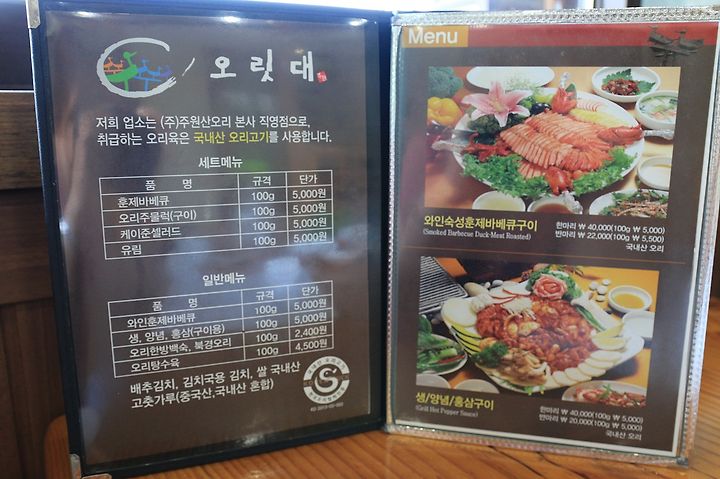 오릿대
저희 업소는 (주)주원산오리 본사 직영점으로,
취급하는 오리육은 국내산 오리고기를 사용합니다.
세트메뉴
품 명 규격 단가
훈제바베큐 100g 5,000원
오리주물럭(구이) 100g 5,000원
케이준샐러드 100g 5,000원
유림 100g 5,000원
일반메뉴
품 명 규격 단가
와인훈제바베큐 100g 5,000원
생, 양념, 홍삼(구이용) 100g 5,000원
오리한방백숙, 북경오리 100g 2,400원
오리탕수육 100g 4,500원
배추김치, 김치국용 김치, 쌀 국내산
고춧가루(중국산,국내산 혼합)
Menu
와인숙성훈제바베큐구이
(Smoked Barbecue Duck-Meat Roasted)
한마리 ₩ 40,000(100g ₩ 5,000)
반마리 ₩ 22,000(100g ₩ 5,500)
국내산 오리
생/양념/홍삼구이
(Grill Hot Pepper Sauce)
한마리 ₩ 40,000(100g ₩ 5,000)
반마리 ₩ 20,000(100g ₩ 5,000)
국내산 오리